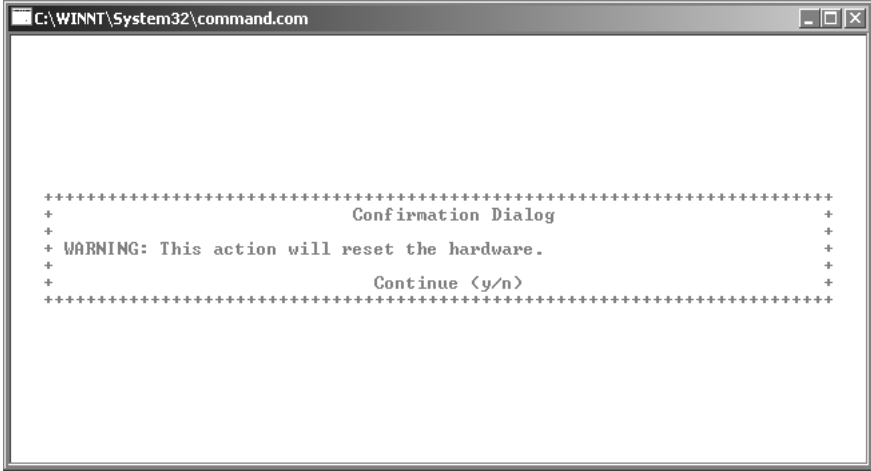 C:\WINNT\System32\command.com
++++++++++++++++++++++++++++++++++++++++++++++++++++++++++++++++++++++++++
+ Confirmation Dialog +
+ +
+ WARNING: This action will reset the hardware. +
+ +
+ Continue (y/n) +
++++++++++++++++++++++++++++++++++++++++++++++++++++++++++++++++++++++++++